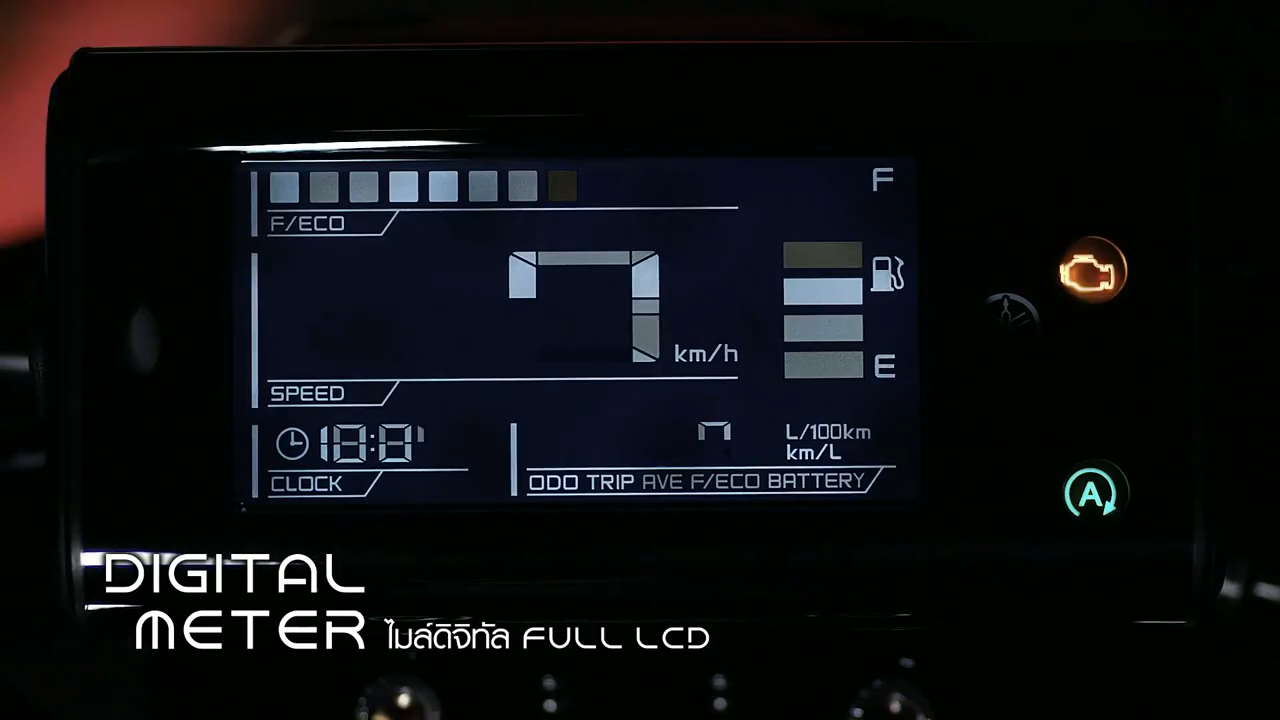 F
F/ECO
7 km/h
E
SPEED
L/100km
km/L
CLOCK
ODO TRIP AVE F/ECO BATTERY
A
DIGITAL
METER ไมล์ดิจิทัล FULL LCD